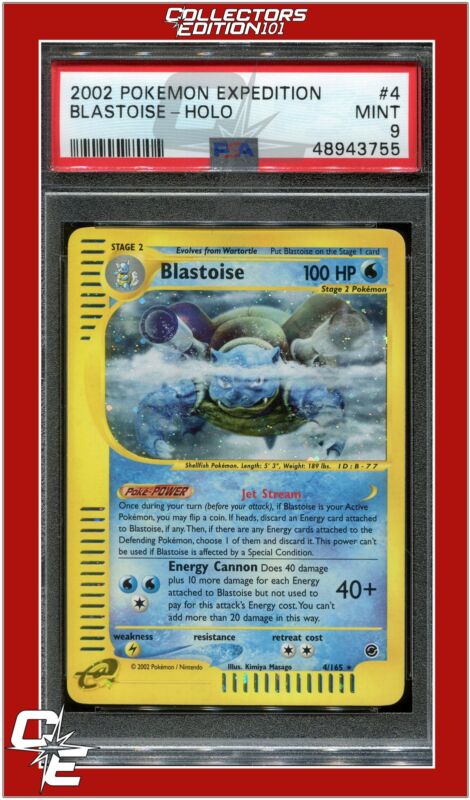 COLLECTORS
EDITION101
2002 POKEMON EXPEDITION #4
BLASTOISE-HOLO MINT
9
PSA 48943755
STAGE 2 Evolves from Wartortle Put Blastoise on the Stage 1 card
Blastoise 100 HP
Stage 2 Pokémon
Shellfish Pokémon. Length: 5' 3", Weight: 189 lbs. ID: B-77
Poké-POWER Jet Stream
Once during your turn (before your attack), if Blastoise is your Active
Pokémon, you may flip a coin. If heads, discard an Energy card attached
to Blastoise, if any. Then, if there are any Energy cards attached to the
Defending Pokémon, choose 1 of them and discard it. This power can't
be used if Blastoise is affected by a Special Condition.
Energy Cannon Does 40 damage
plus 10 more damage for each Energy
attached to Blastoise but not used to 40+
pay for this attack's Energy cost. You can't
add more than 20 damage in this way.
weakness resistance retreat cost
© 2002 Pokémon / Nintendo Illus. Kimiya Masago 4/165 ★
e
CE